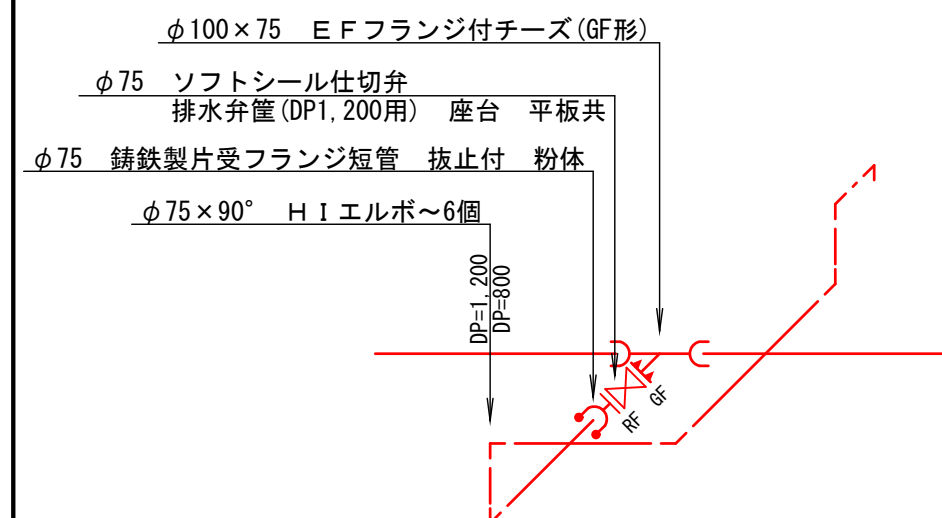 φ100×75 ＥＦフランジ付チーズ(GF形)
φ75 ソフトシール仕切弁
排水弁筐(DP1,200用) 座台 平板共
φ75 鋳鉄製片受フランジ短管 抜止付 粉体
φ75×90° ＨＩエルボ～6個
DP=1,200
DP=800
RF
GF